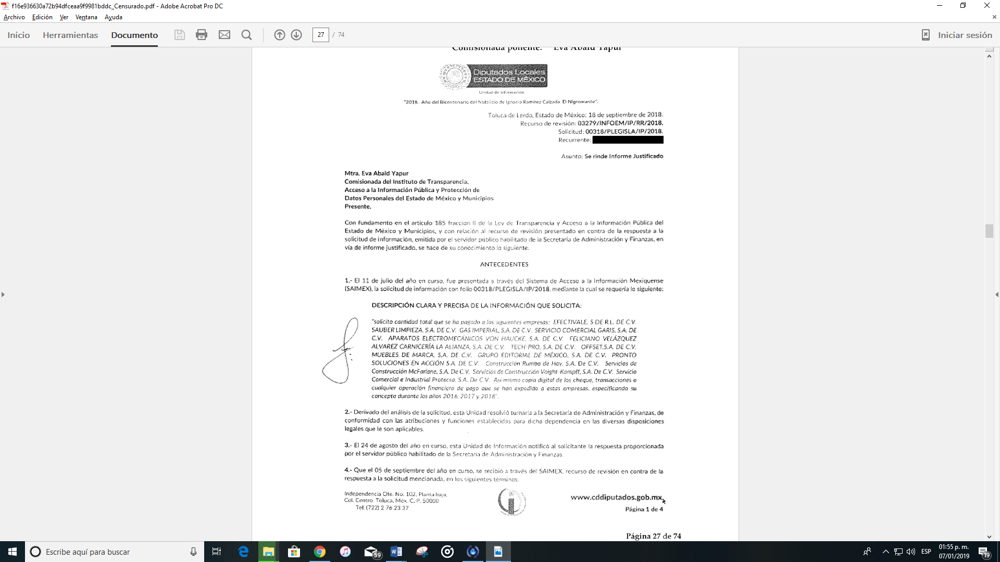 f16e936630a72b94dfceaa9f9981bddc_Censurado.pdf - Adobe Acrobat Pro DC
Archivo Edición Ver Ventana Ayuda
Inicio Herramientas Documento 27 / 74 Iniciar sesión
Comisionada ponente: Eva Abaid Yapur
Diputados Locales
ESTADO DE MÉXICO
Unidad de Información
"2018. Año del Bicentenario del Natalicio de Ignacio Ramírez Calzada, El Nigromante".
Toluca de Lerdo, Estado de México; 18 de septiembre de 2018.
Recurso de revisión: 03279/INFOEM/IP/RR/2018.
Solicitud: 00318/PLEGISLA/IP/2018.
Recurrente:
Asunto: Se rinde Informe Justificado
Mtra. Eva Abaid Yapur
Comisionada del Instituto de Transparencia,
Acceso a la Información Pública y Protección de
Datos Personales del Estado de México y Municipios
Presente.
Con fundamento en el artículo 185 fracción II de la Ley de Transparencia y Acceso a la Información Pública del
Estado de México y Municipios, y con relación al recurso de revisión presentado en contra de la respuesta a la
solicitud de información, emitida por el servidor público habilitado de la Secretaría de Administración y Finanzas, en
vía de informe justificado, se hace de su conocimiento lo siguiente:
ANTECEDENTES
1.- El 11 de julio del año en curso, fue presentada a través del Sistema de Acceso a la Información Mexiquense
(SAIMEX), la solicitud de información con folio 00318/PLEGISLA/IP/2018, mediante la cual se requería lo siguiente:
DESCRIPCIÓN CLARA Y PRECISA DE LA INFORMACIÓN QUE SOLICITA:
"solicito cantidad total que se ha pagado a las siguientes empresas: EFECTIVALE, S DE R.L. DE C.V.
SAUBER LIMPIEZA, S.A. DE C.V. GAS IMPERIAL, S.A. DE C.V. SERVICIO COMERCIAL GARIS, S.A. DE
C.V. APARATOS ELECTROMECÁNICOS VON HAUCKE, S.A. DE C.V. FELICIANO VELÁZQUEZ
ALVAREZ CARNICERÍA LA ALIANZA, S.A. DE C.V. TECH-PRO, S.A. DE C.V. OFFSET,S.A. DE C.V.
MUEBLES DE MARCA, S.A. DE C.V. GRUPO EDITORIAL DE MÉXICO, S.A. DE C.V. PRONTO
SOLUCIONES EN ACCIÓN S.A. DE C.V. Construcción Rumbo de Hoy, S.A. De C.V. Servicios de
Construcción McFarlane, S.A. De C.V. Servicios de Construcción Voight-Kampff, S.A. De C.V. Servicio
Comercial e Industrial Protecsa, S.A. De C.V. Asi mismo copia digital de los cheque, transacciones o
cualquier operación financiera de pago que se han expedido a estas empresas, especificando su
concepto durante los años 2016, 2017 y 2018".
2.- Derivado del análisis de la solicitud, esta Unidad resolvió turnarla a la Secretaría de Administración y Finanzas, de
conformidad con las atribuciones y funciones establecidas para dicha dependencia en las diversas disposiciones
legales que le son aplicables.
3.- El 24 de agosto del año en curso, esta Unidad de Información notificó al solicitante la respuesta proporcionada
por el servidor público habilitado de la Secretaría de Administración y Finanzas.
4.- Que el 05 de septiembre del año en curso, se recibió a través del SAIMEX, recurso de revisión en contra de la
respuesta a la solicitud mencionada, en los siguientes términos:
Independencia Ote. No. 102, Planta baja,
Col. Centro. Toluca, Méx. C. P. 50000
Tel. (722) 2 76 23 37
www.cddiputados.gob.mx
Página 1 de 4
Página 27 de 74
Escribe aquí para buscar
59
ESP
01:55 p. m.
07/01/2019
19